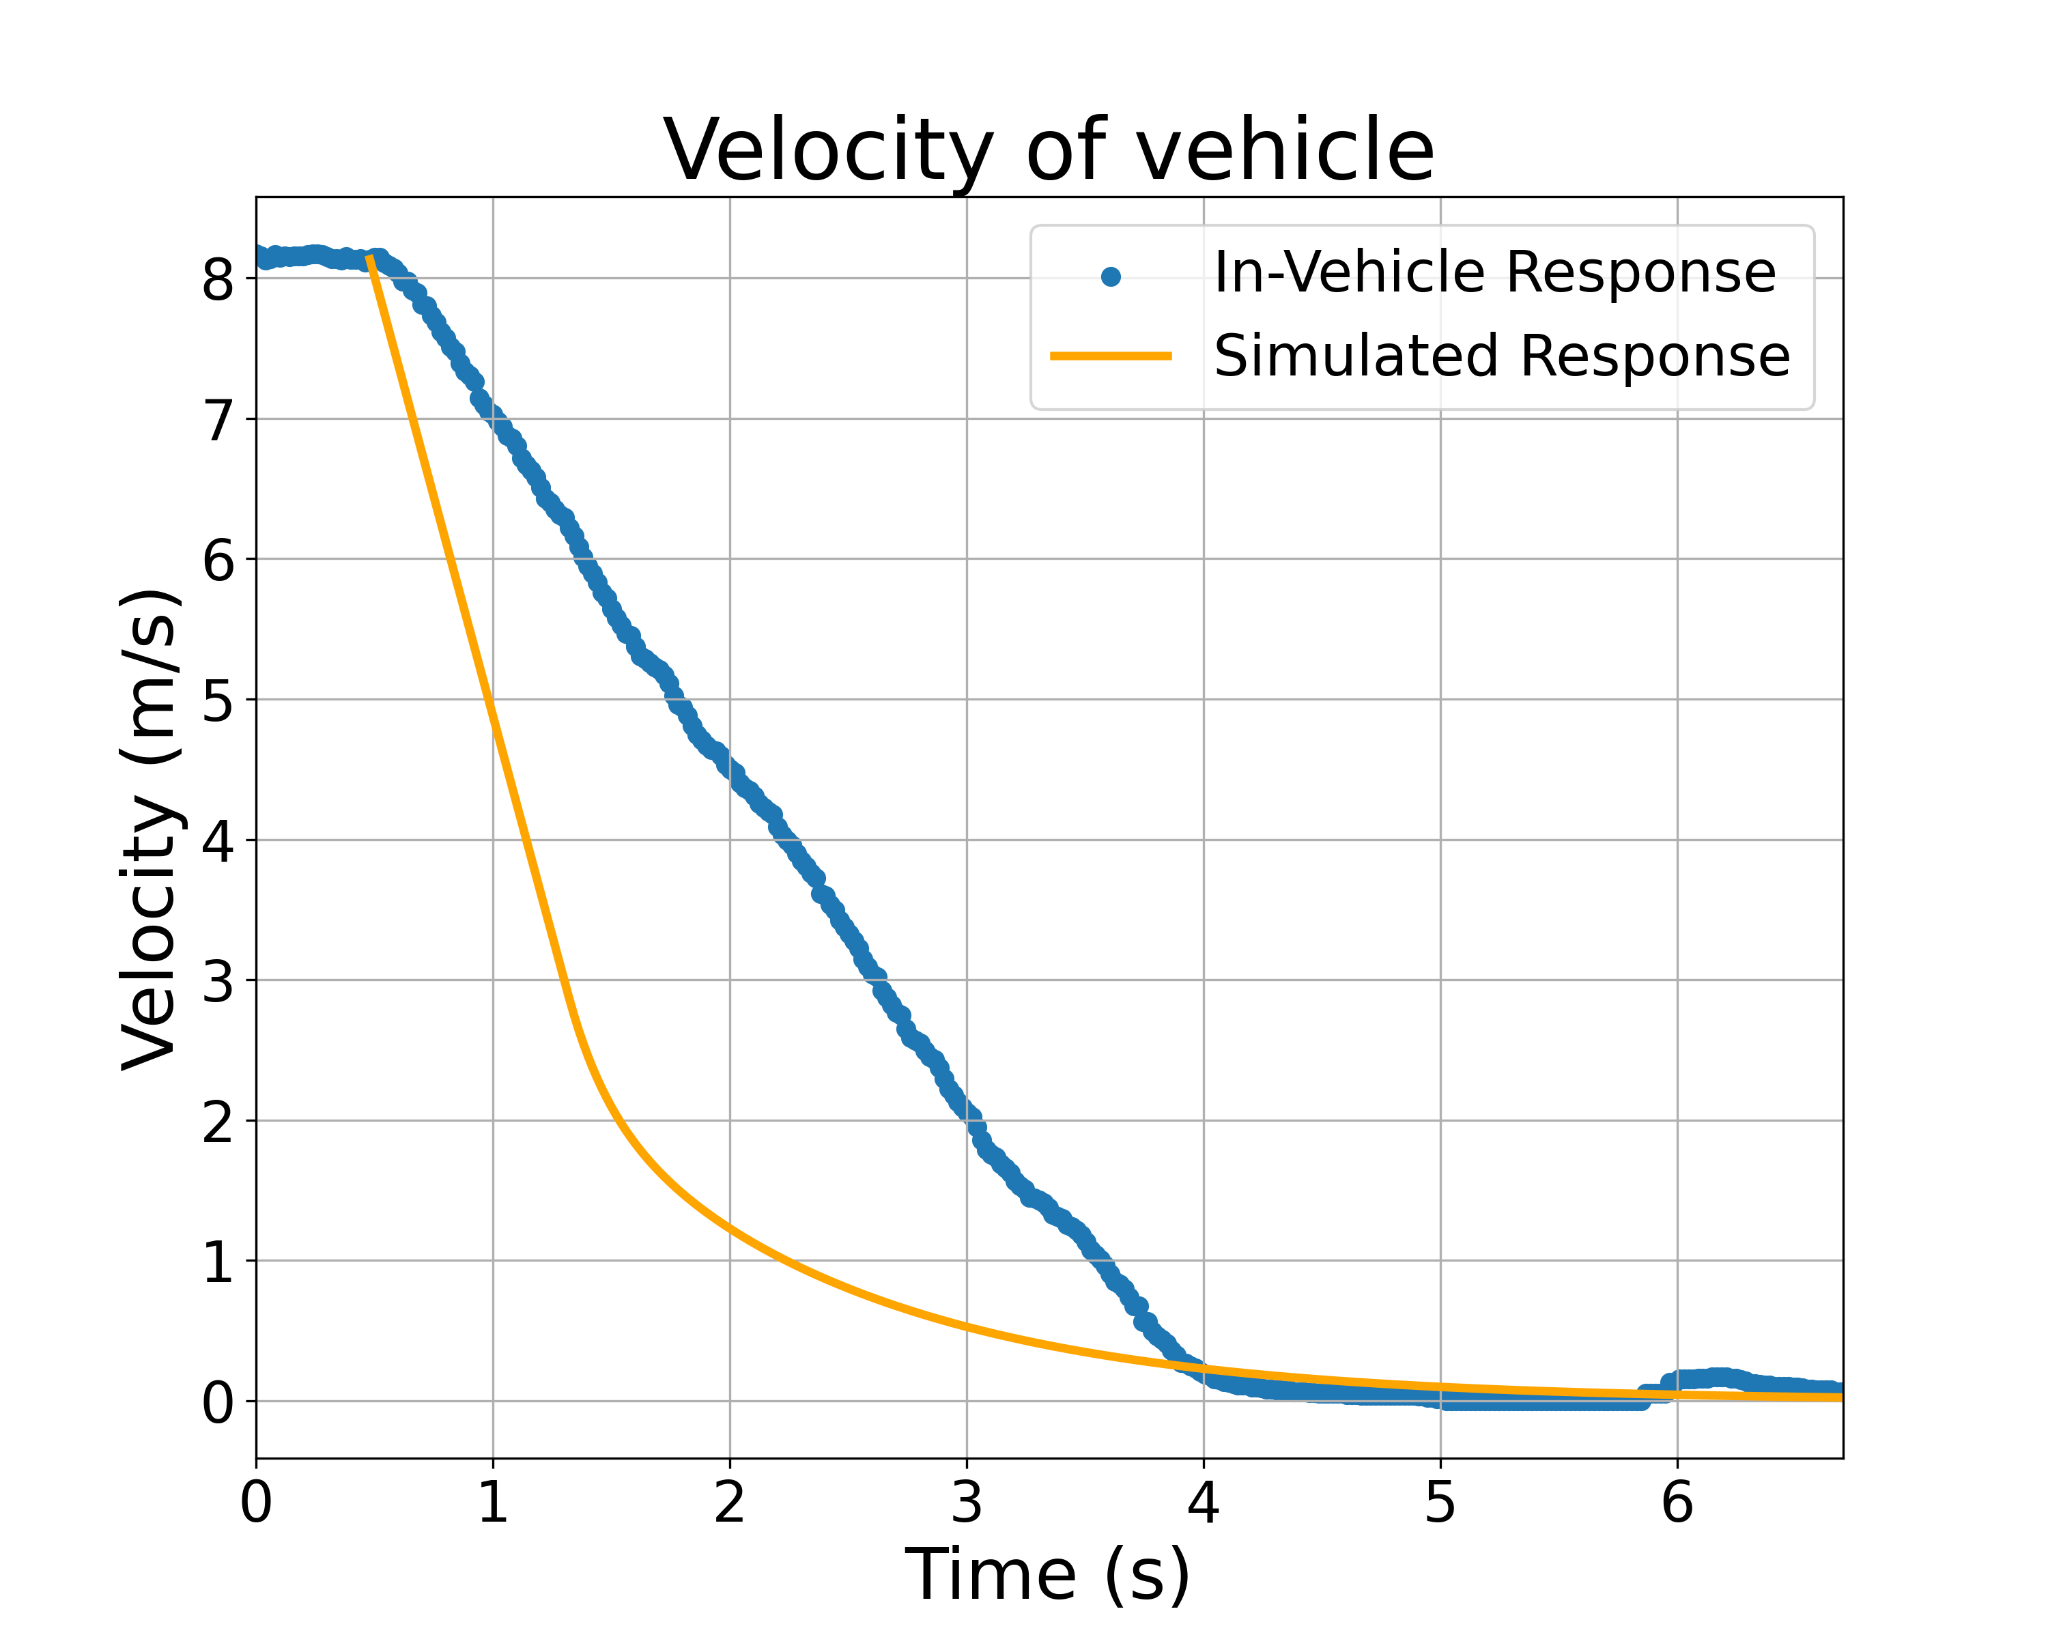 Velocity of vehicle
In-Vehicle Response
Simulated Response
Velocity (m/s)
8
7
6
5
4
3
2
1
0
0 1 2 3 4 5 6
Time (s)